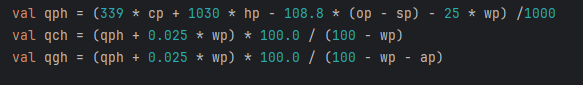 val qph = (339 * cp + 1030 * hp - 108.8 * (op - sp) - 25 * wp) /1000
val qch = (qph + 0.025 * wp) * 100.0 / (100 - wp)
val qgh = (qph + 0.025 * wp) * 100.0 / (100 - wp - ap)